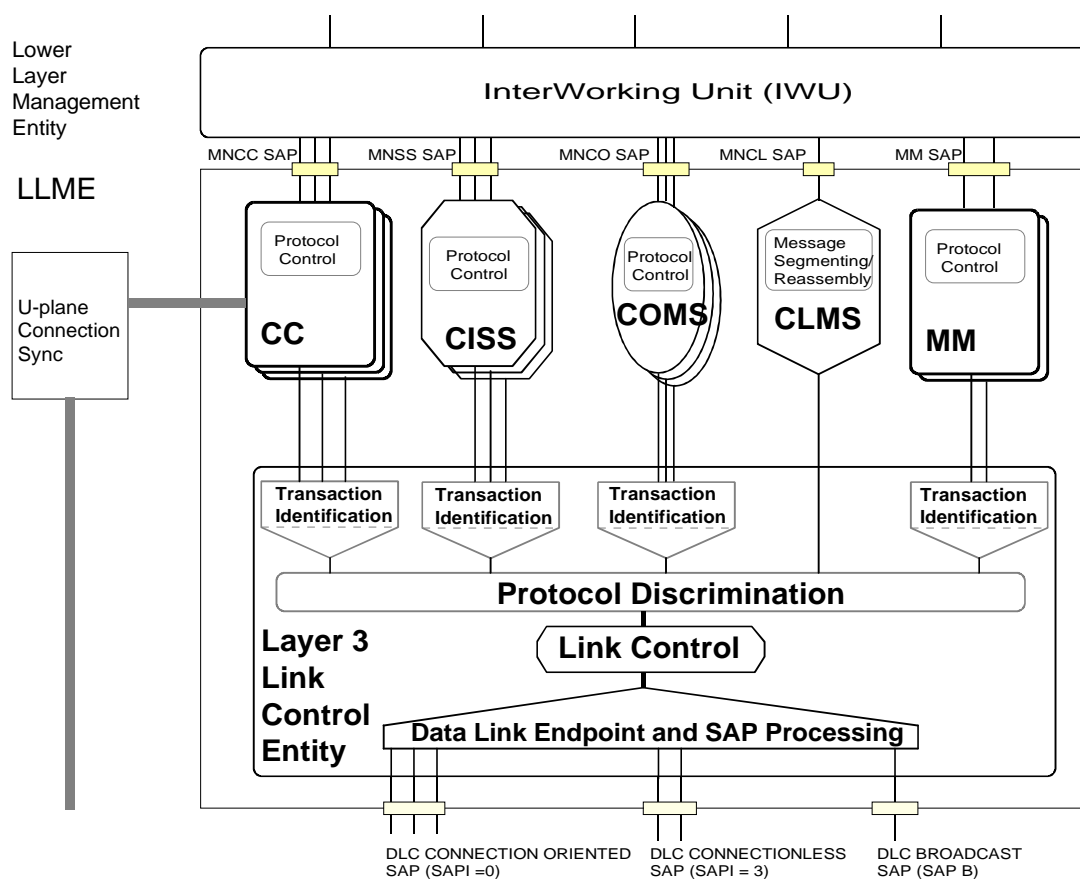 Lower
Layer
Management
Entity
LLME
InterWorking Unit (IWU)
MNCC SAP
MNSS SAP
MNCO SAP
MNCL SAP
MM SAP
Protocol
Control
CC
Protocol
Control
CISS
Protocol
Control
COMS
Message
Segmenting/
Reassembly
CLMS
Protocol
Control
MM
U-plane
Connection
Sync
Transaction
Identification
Transaction
Identification
Transaction
Identification
Transaction
Identification
Protocol Discrimination
Link Control
Layer 3
Link
Control
Entity
Data Link Endpoint and SAP Processing
DLC CONNECTION ORIENTED
SAP (SAPI =0)
DLC CONNECTIONLESS
SAP (SAPI = 3)
DLC BROADCAST
SAP (SAP B)